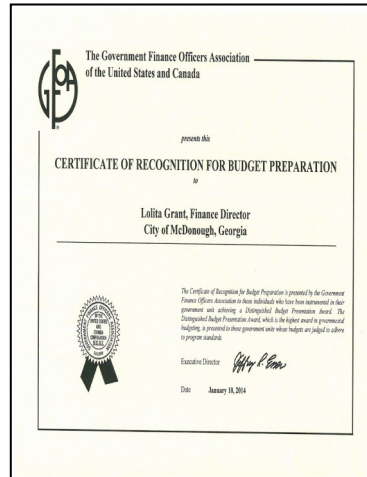 The Government Finance Officers Association
of the United States and Canada
presents this
CERTIFICATE OF RECOGNITION FOR BUDGET PREPARATION
to
Lolita Grant, Finance Director
City of McDonough, Georgia
The Certificate of Recognition for Budget Preparation is presented by the Government
Finance Officers Association to those individuals who have been instrumental in their
government unit achieving a Distinguished Budget Presentation Award. The
Distinguished Budget Presentation Award, which is the highest award in governmental
budgeting, is presented to those government units whose budgets are judged to adhere
to program standards.
Executive Director
Date January 10, 2014